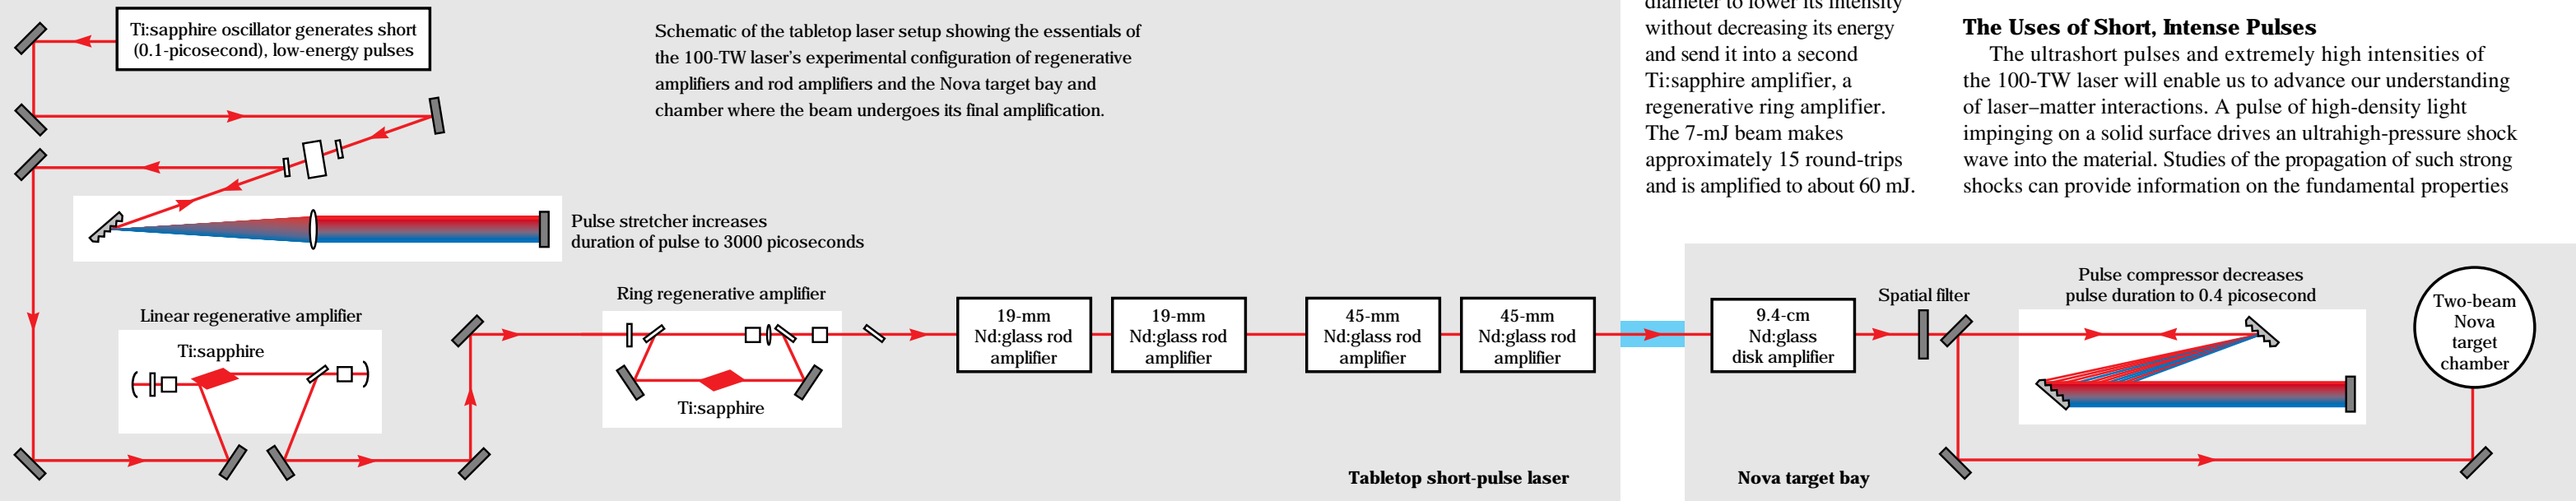 Ti:sapphire oscillator generates short
(0.1-picosecond), low-energy pulses
Schematic of the tabletop laser setup showing the essentials of
the 100-TW laser's experimental configuration of regenerative
amplifiers and rod amplifiers and the Nova target bay and
chamber where the beam undergoes its final amplification.
Pulse stretcher increases
duration of pulse to 3000 picoseconds
Linear regenerative amplifier
Ti:sapphire
Ring regenerative amplifier
Ti:sapphire
19-mm
Nd:glass rod
amplifier
19-mm
Nd:glass rod
amplifier
45-mm
Nd:glass rod
amplifier
45-mm
Nd:glass rod
amplifier
Tabletop short-pulse laser
diameter to lower its intensity
without decreasing its energy
and send it into a second
Ti:sapphire amplifier, a
regenerative ring amplifier.
The 7-mJ beam makes
approximately 15 round-trips
and is amplified to about 60 mJ.
The Uses of Short, Intense Pulses
The ultrashort pulses and extremely high intensities of
the 100-TW laser will enable us to advance our understanding
of laser–matter interactions. A pulse of high-density light
impinging on a solid surface drives an ultrahigh-pressure shock
wave into the material. Studies of the propagation of such strong
shocks can provide information on the fundamental properties
9.4-cm
Nd:glass
disk amplifier
Spatial filter
Pulse compressor decreases
pulse duration to 0.4 picosecond
Two-beam
Nova
target
chamber
Nova target bay